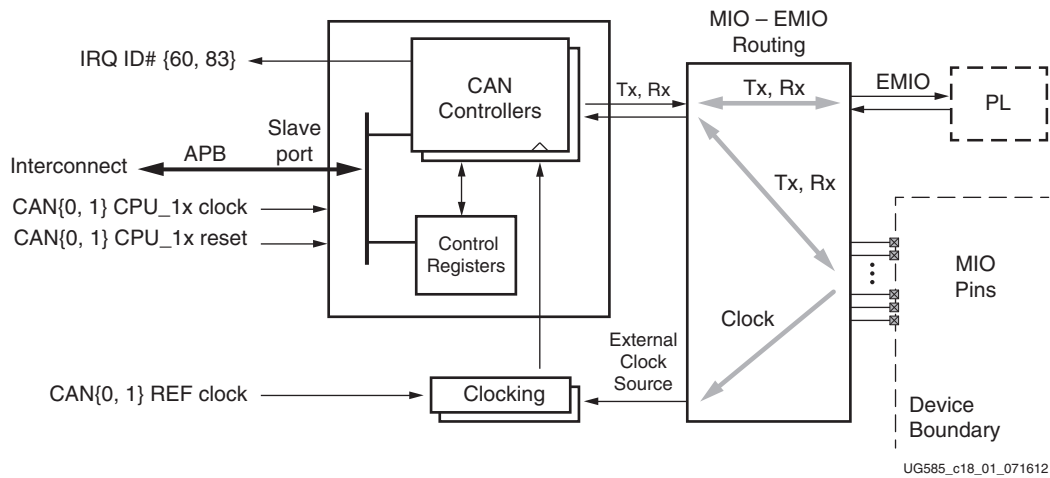 MIO – EMIO
Routing
IRQ ID# {60, 83}
CAN
Controllers
Tx, Rx
Tx, Rx
EMIO
PL
Slave
port
APB
Interconnect
Tx, Rx
CAN{0, 1} CPU_1x clock
CAN{0, 1} CPU_1x reset
Control
Registers
MIO
Pins
Clock
External
Clock
Source
CAN{0, 1} REF clock
Clocking
Device
Boundary
UG585_c18_01_071612